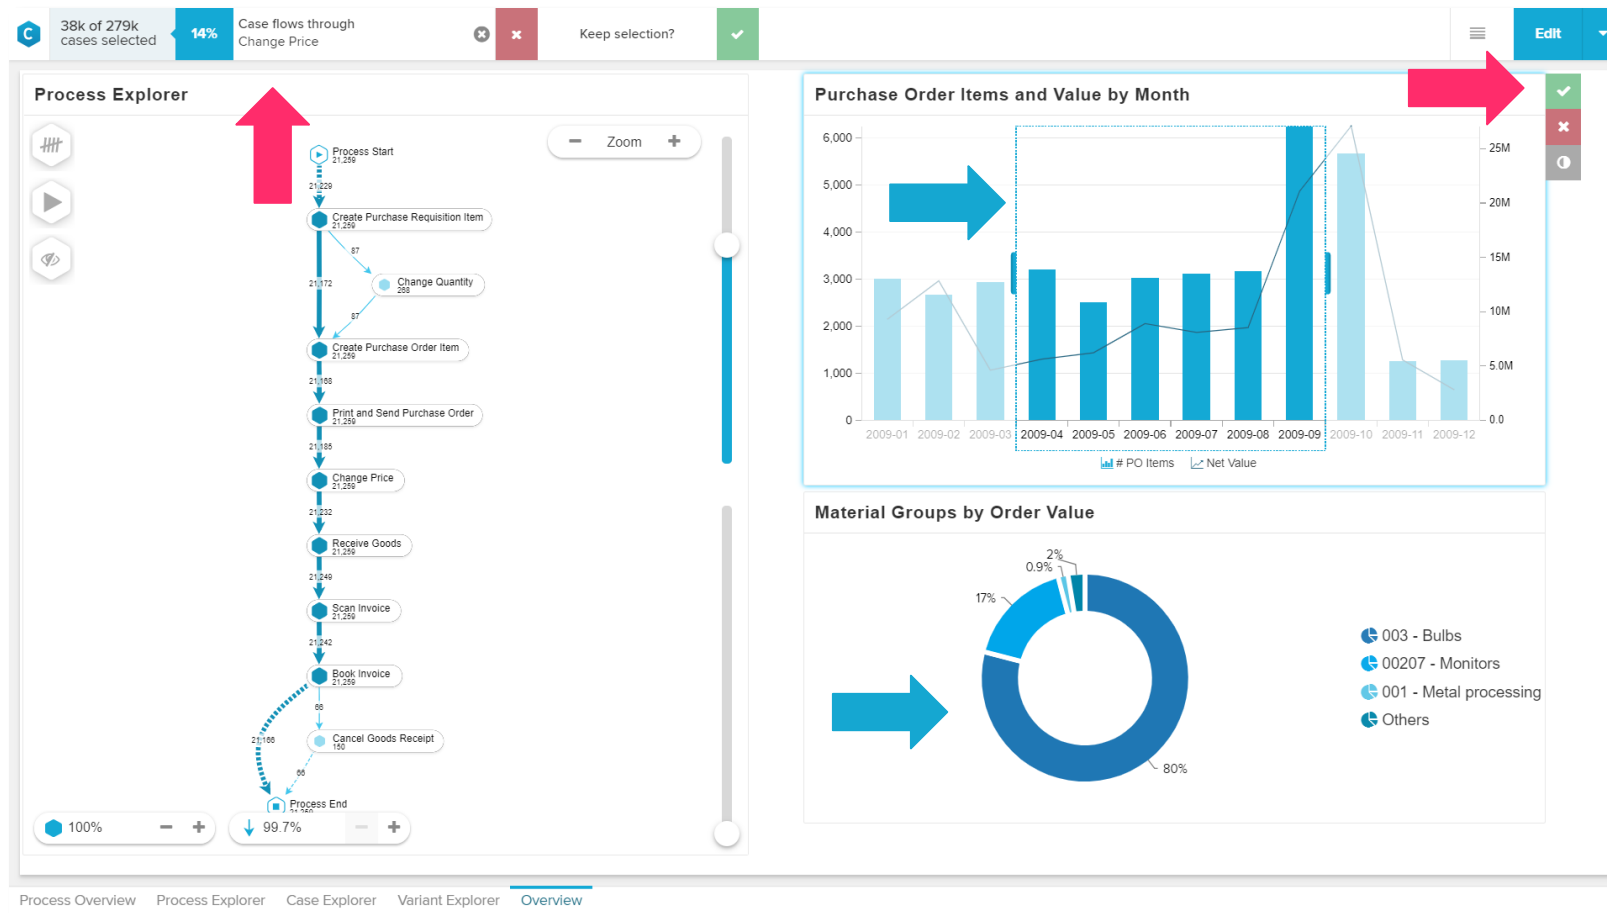 C
38k of 279k
cases selected
14%
Case flows through
Change Price
Keep selection?
Edit
Process Explorer
Zoom
Process Start
21,259
21,229
Create Purchase Requisition Item
21,259
87
Change Quantity
268
21,172
87
Create Purchase Order Item
21,259
21,168
Print and Send Purchase Order
21,259
21,185
Change Price
21,259
21,232
Receive Goods
21,259
21,249
Scan Invoice
21,259
21,242
Book Invoice
21,259
66
21,166
Cancel Goods Receipt
150
66
Process End
21,259
100%
99.7%
Purchase Order Items and Value by Month
6,000
5,000
4,000
3,000
2,000
1,000
0
25M
20M
15M
10M
5.0M
0.0
2009-01 2009-02 2009-03 2009-04 2009-05 2009-06 2009-07 2009-08 2009-09 2009-10 2009-11 2009-12
# PO Items Net Value
Material Groups by Order Value
2%
0.9%
17%
80%
003 - Bulbs
00207 - Monitors
001 - Metal processing
Others
Process Overview Process Explorer Case Explorer Variant Explorer Overview